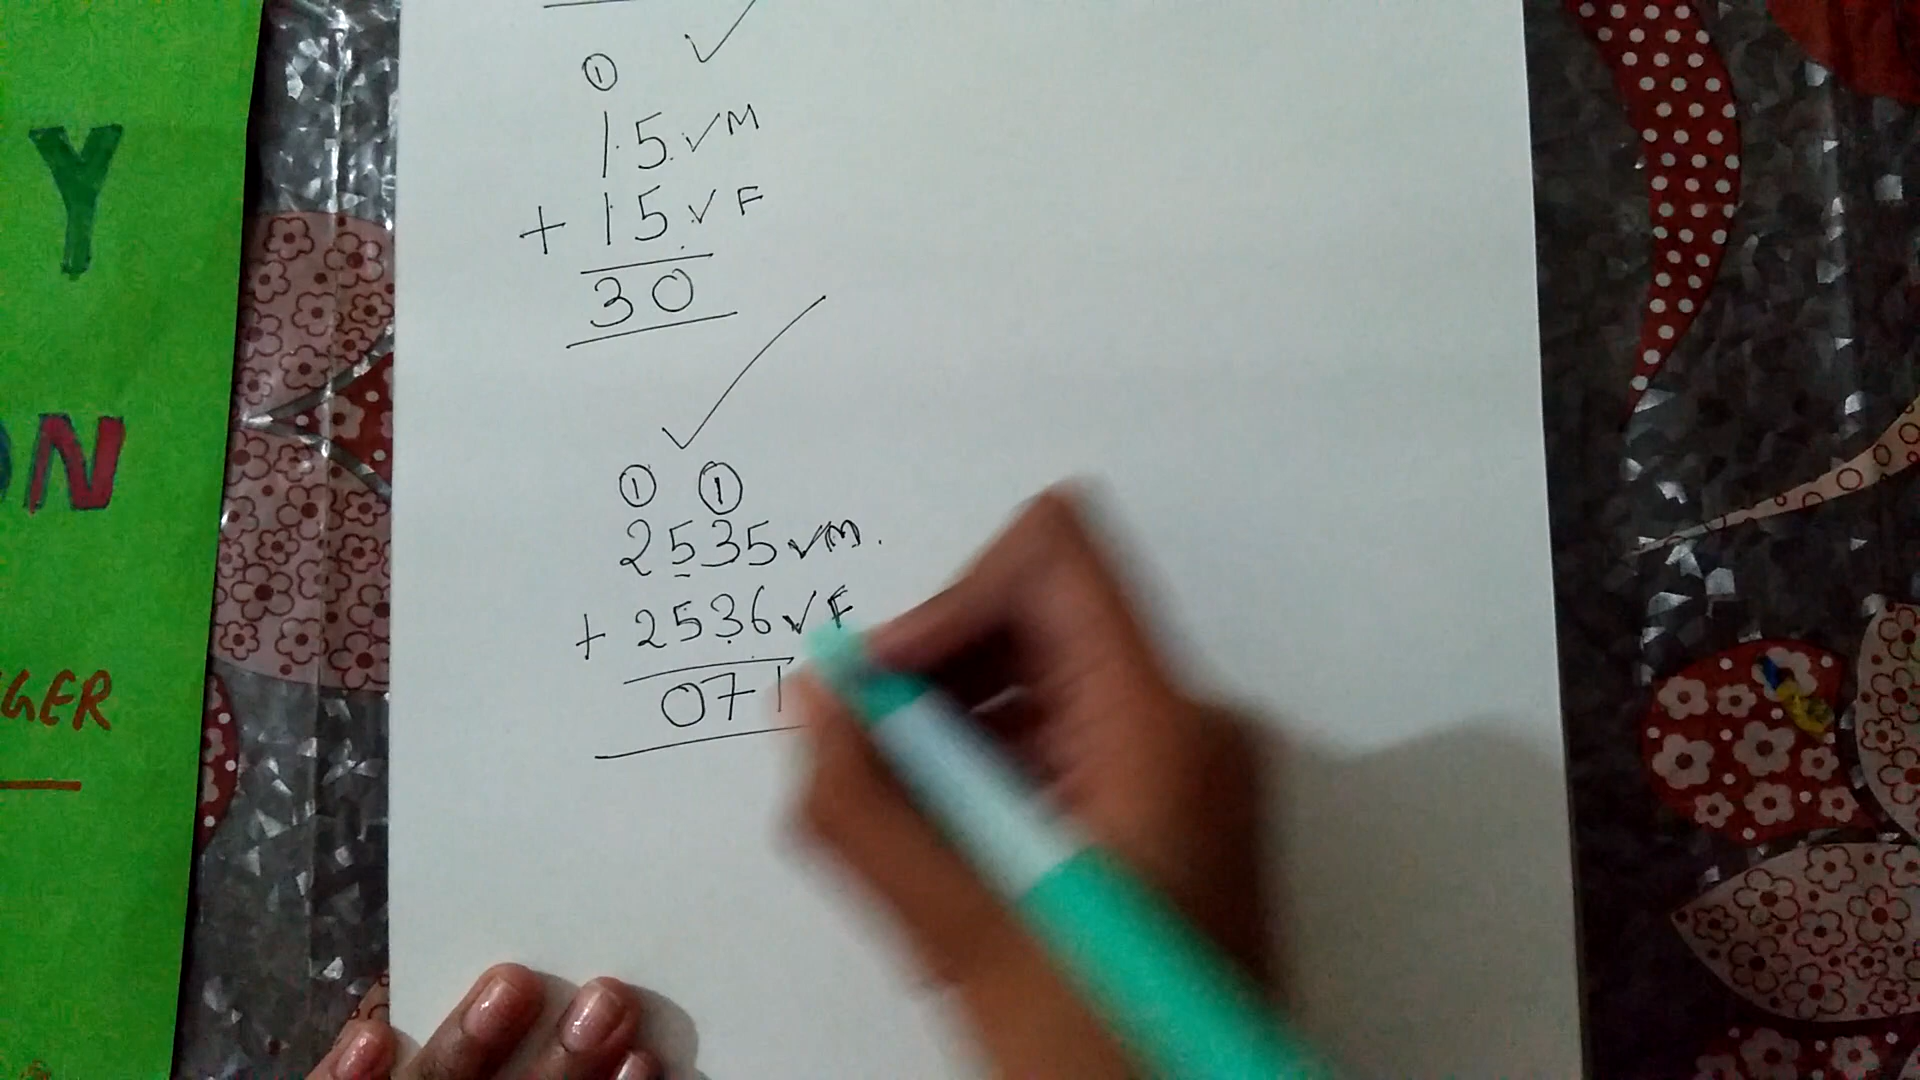 Y
ON
GER
①
15 ✓ M
+ 15 ✓ F
30
① ①
2535 ✓ M.
+ 2536 ✓ F
071